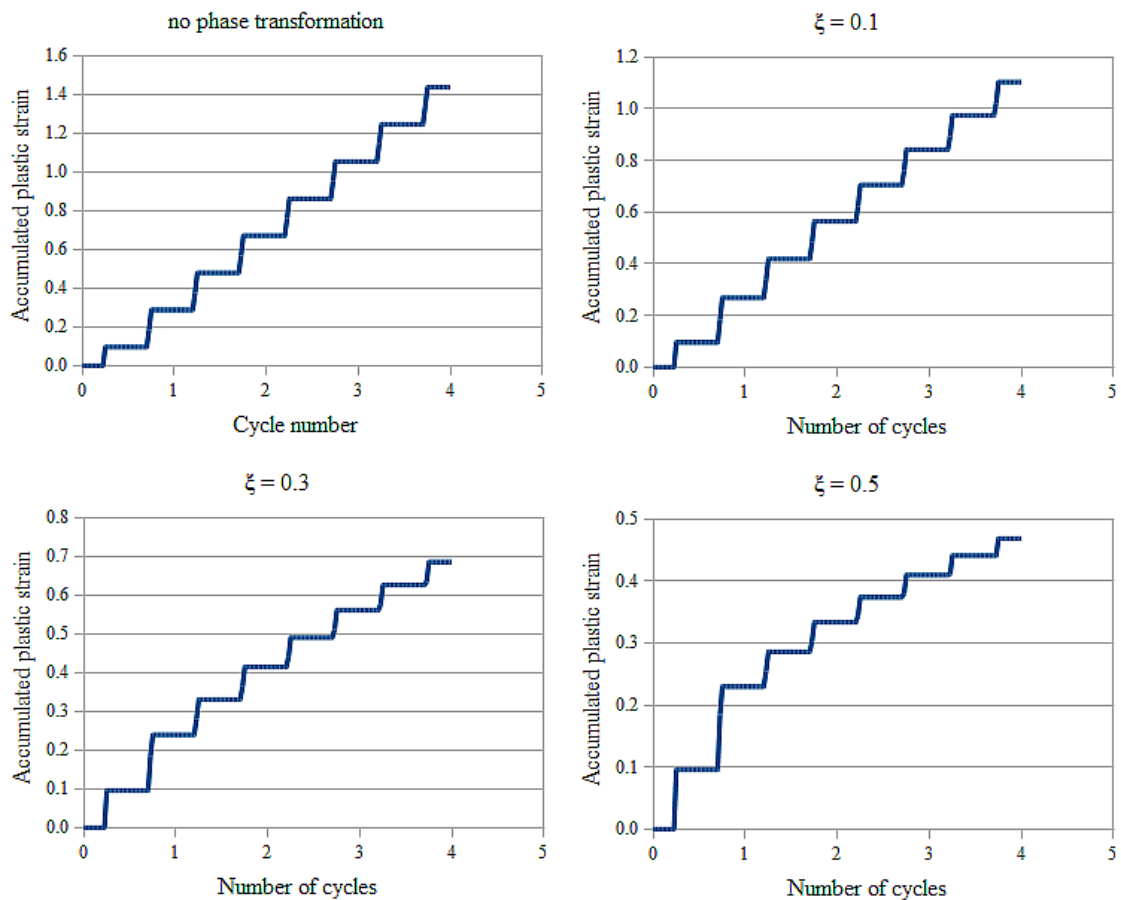 no phase transformation
Accumulated plastic strain
1.6
1.4
1.2
1.0
0.8
0.6
0.4
0.2
0.0
0 1 2 3 4 5
Cycle number
ξ = 0.1
Accumulated plastic strain
1.2
1.0
0.8
0.6
0.4
0.2
0.0
0 1 2 3 4 5
Number of cycles
ξ = 0.3
Accumulated plastic strain
0.8
0.7
0.6
0.5
0.4
0.3
0.2
0.1
0.0
0 1 2 3 4 5
Number of cycles
ξ = 0.5
Accumulated plastic strain
0.5
0.4
0.3
0.2
0.1
0.0
0 1 2 3 4 5
Number of cycles